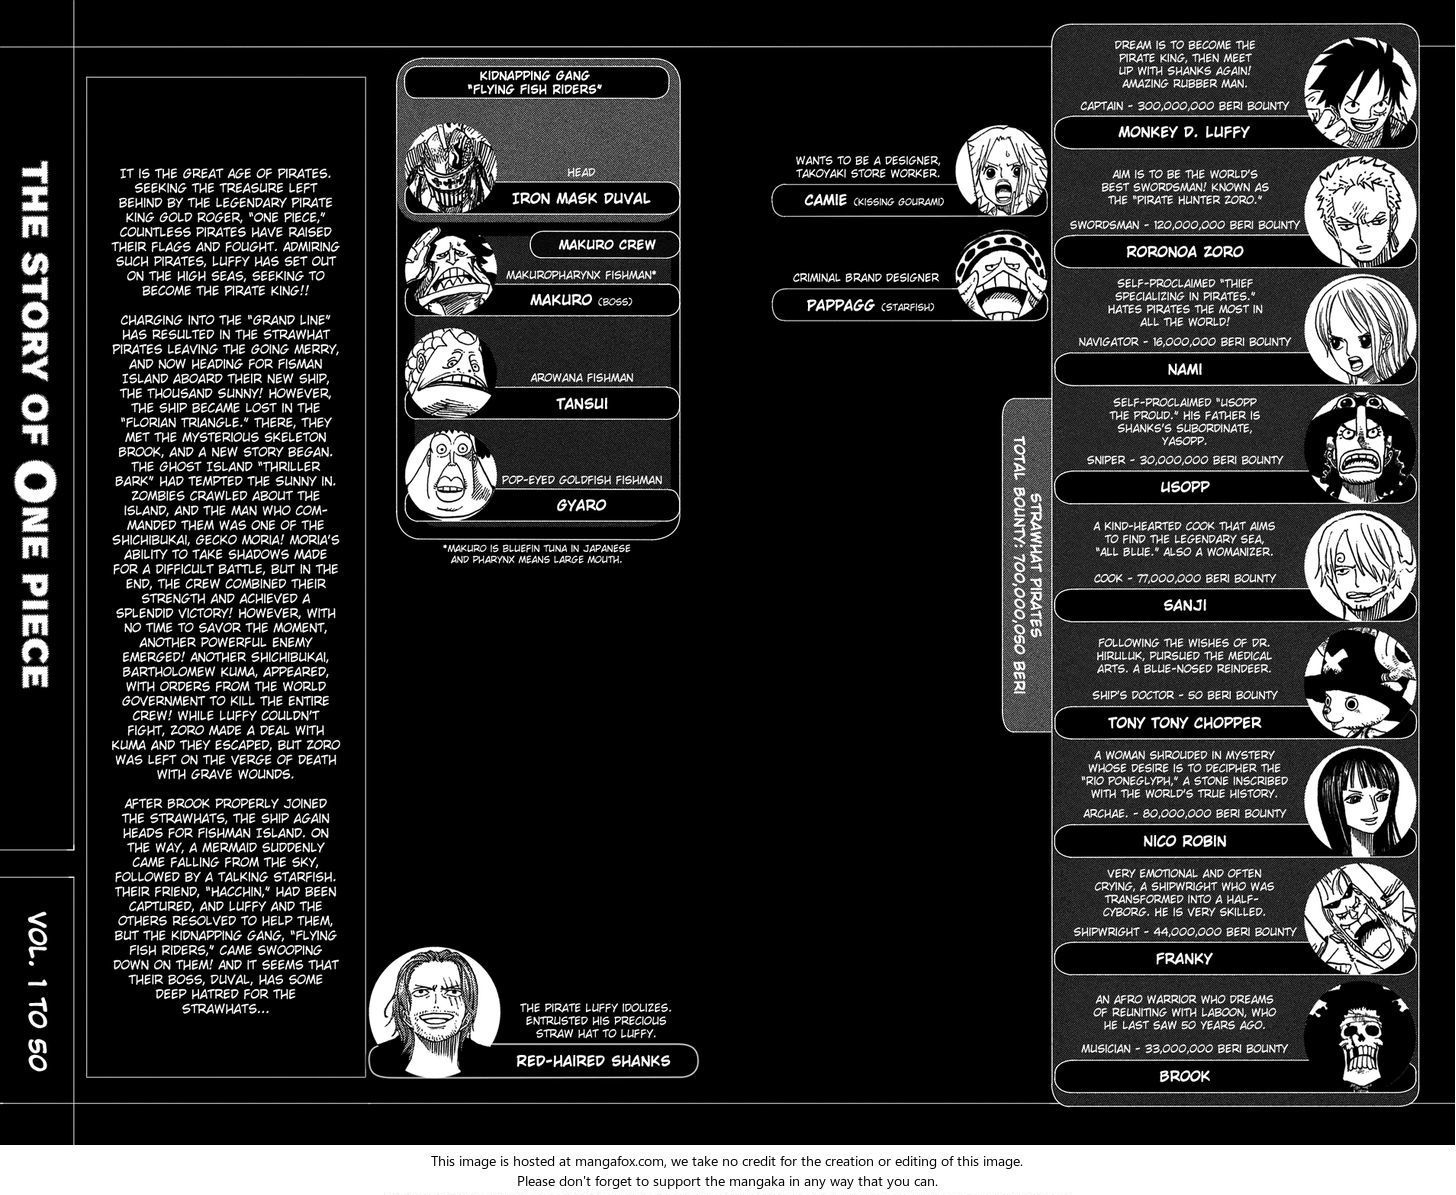 THE STORY OF ONE PIECE
VOL. 1 TO 50
IT IS THE GREAT AGE OF PIRATES.
SEEKING THE TREASURE LEFT
BEHIND BY THE LEGENDARY PIRATE
KING GOLD ROGER, "ONE PIECE,"
COUNTLESS PIRATES HAVE RAISED
THEIR FLAGS AND FOUGHT. ADMIRING
SUCH PIRATES, LUFFY HAS SET OUT
ON THE HIGH SEAS, SEEKING TO
BECOME THE PIRATE KING!!
CHARGING INTO THE "GRAND LINE"
HAS RESULTED IN THE STRAWHAT
PIRATES LEAVING THE GOING MERRY,
AND NOW HEADING FOR FISMAN
ISLAND ABOARD THEIR NEW SHIP,
THE THOUSAND SUNNY! HOWEVER,
THE SHIP BECAME LOST IN THE
"FLORIAN TRIANGLE." THERE, THEY
MET THE MYSTERIOUS SKELETON
BROOK, AND A NEW STORY BEGAN.
THE GHOST ISLAND "THRILLER
BARK" HAD TEMPTED THE SUNNY IN.
ZOMBIES CRAWLED ABOUT THE
ISLAND, AND THE MAN WHO COM-
MANDED THEM WAS ONE OF THE
SHICHIBUKAI, GECKO MORIA! MORIA'S
ABILITY TO TAKE SHADOWS MADE
FOR A DIFFICULT BATTLE, BUT IN THE
END, THE CREW COMBINED THEIR
STRENGTH AND ACHIEVED A
SPLENDID VICTORY! HOWEVER, WITH
NO TIME TO SAVOR THE MOMENT,
ANOTHER POWERFUL ENEMY
EMERGED! ANOTHER SHICHIBUKAI,
BARTHOLOMEW KUMA, APPEARED,
WITH ORDERS FROM THE WORLD
GOVERNMENT TO KILL THE ENTIRE
CREW! WHILE LUFFY COULDN'T
FIGHT, ZORO MADE A DEAL WITH
KUMA AND THEY ESCAPED, BUT ZORO
WAS LEFT ON THE VERGE OF DEATH
WITH GRAVE WOUNDS.
AFTER BROOK PROPERLY JOINED
THE STRAWHATS, THE SHIP AGAIN
HEADS FOR FISHMAN ISLAND. ON
THE WAY, A MERMAID SUDDENLY
CAME FALLING FROM THE SKY,
FOLLOWED BY A TALKING STARFISH.
THEIR FRIEND, "HACCHIN," HAD BEEN
CAPTURED, AND LUFFY AND THE
OTHERS RESOLVED TO HELP THEM,
BUT THE KIDNAPPING GANG, "FLYING
FISH RIDERS," CAME SWOOPING
DOWN ON THEM! AND IT SEEMS THAT
THEIR BOSS, DUVAL, HAS SOME
DEEP HATRED FOR THE
STRAWHATS...
KIDNAPPING GANG
"FLYING FISH RIDERS"
HEAD
IRON MASK DUVAL
MAKURO CREW
MAKUROPHARYNX FISHMAN*
MAKURO (BOSS)
AROWANA FISHMAN
TANSUI
POP-EYED GOLDFISH FISHMAN
GYARO
*MAKURO IS BLUEFIN TUNA IN JAPANESE
AND PHARYNX MEANS LARGE MOUTH.
THE PIRATE LUFFY IDOLIZES.
ENTRUSTED HIS PRECIOUS
STRAW HAT TO LUFFY.
RED-HAIRED SHANKS
WANTS TO BE A DESIGNER,
TAKOYAKI STORE WORKER.
CAMIE (KISSING GOURAMI)
CRIMINAL BRAND DESIGNER
PAPPAGG (STARFISH)
STRAWHAT PIRATES
TOTAL BOUNTY: 700,000,050 BERI
DREAM IS TO BECOME THE
PIRATE KING, THEN MEET
UP WITH SHANKS AGAIN!
AMAZING RUBBER MAN.
CAPTAIN - 300,000,000 BERI BOUNTY
MONKEY D. LUFFY
AIM IS TO BE THE WORLD'S
BEST SWORDSMAN! KNOWN AS
THE "PIRATE HUNTER ZORO."
SWORDSMAN - 120,000,000 BERI BOUNTY
RORONOA ZORO
SELF-PROCLAIMED "THIEF
SPECIALIZING IN PIRATES."
HATES PIRATES THE MOST IN
ALL THE WORLD!
NAVIGATOR - 16,000,000 BERI BOUNTY
NAMI
SELF-PROCLAIMED "USOPP
THE PROUD." HIS FATHER IS
SHANKS'S SUBORDINATE,
YASOPP.
SNIPER - 30,000,000 BERI BOUNTY
USOPP
A KIND-HEARTED COOK THAT AIMS
TO FIND THE LEGENDARY SEA,
"ALL BLUE." ALSO A WOMANIZER.
COOK - 77,000,000 BERI BOUNTY
SANJI
FOLLOWING THE WISHES OF DR.
HIRULUK, PURSUED THE MEDICAL
ARTS. A BLUE-NOSED REINDEER.
SHIP'S DOCTOR - 50 BERI BOUNTY
TONY TONY CHOPPER
A WOMAN SHROUDED IN MYSTERY
WHOSE DESIRE IS TO DECIPHER THE
"RIO PONEGLYPH," A STONE INSCRIBED
WITH THE WORLD'S TRUE HISTORY.
ARCHAE. - 80,000,000 BERI BOUNTY
NICO ROBIN
VERY EMOTIONAL AND OFTEN
CRYING, A SHIPWRIGHT WHO WAS
TRANSFORMED INTO A HALF-
CYBORG. HE IS VERY SKILLED.
SHIPWRIGHT - 44,000,000 BERI BOUNTY
FRANKY
AN AFRO WARRIOR WHO DREAMS
OF REUNITING WITH LABOON, WHO
HE LAST SAW 50 YEARS AGO.
MUSICIAN - 33,000,000 BERI BOUNTY
BROOK
This image is hosted at mangafox.com, we take no credit for the creation or editing of this image.
Please don't forget to support the mangaka in any way that you can.